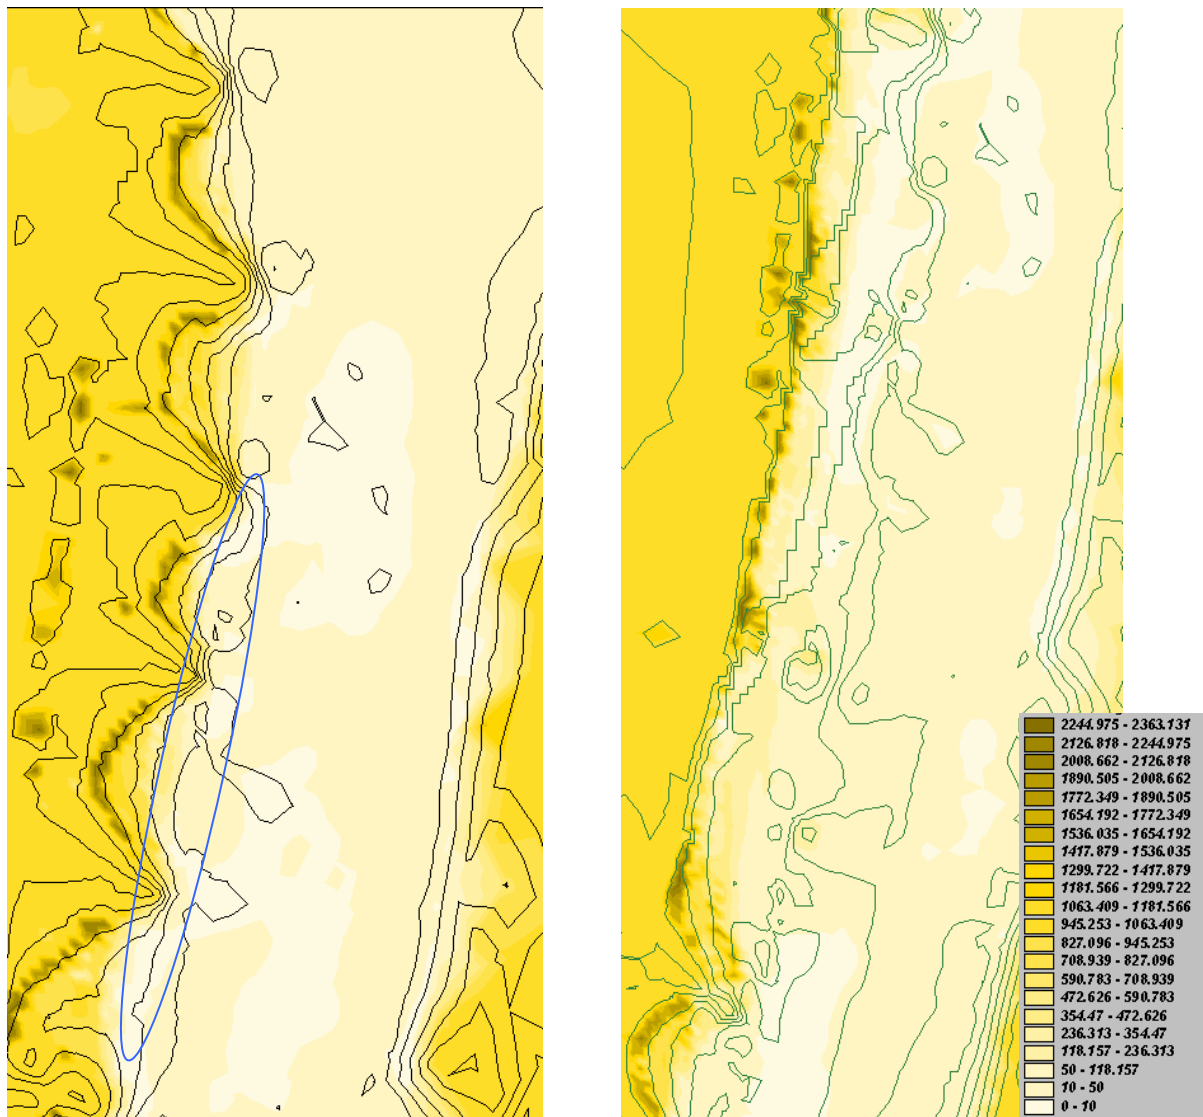 2244.975 - 2363.131
2126.818 - 2244.975
2008.662 - 2126.818
1890.505 - 2008.662
1772.349 - 1890.505
1654.192 - 1772.349
1536.035 - 1654.192
1417.879 - 1536.035
1299.722 - 1417.879
1181.566 - 1299.722
1063.409 - 1181.566
945.253 - 1063.409
827.096 - 945.253
708.939 - 827.096
590.783 - 708.939
472.626 - 590.783
354.47 - 472.626
236.313 - 354.47
118.157 - 236.313
50 - 118.157
10 - 50
0 - 10